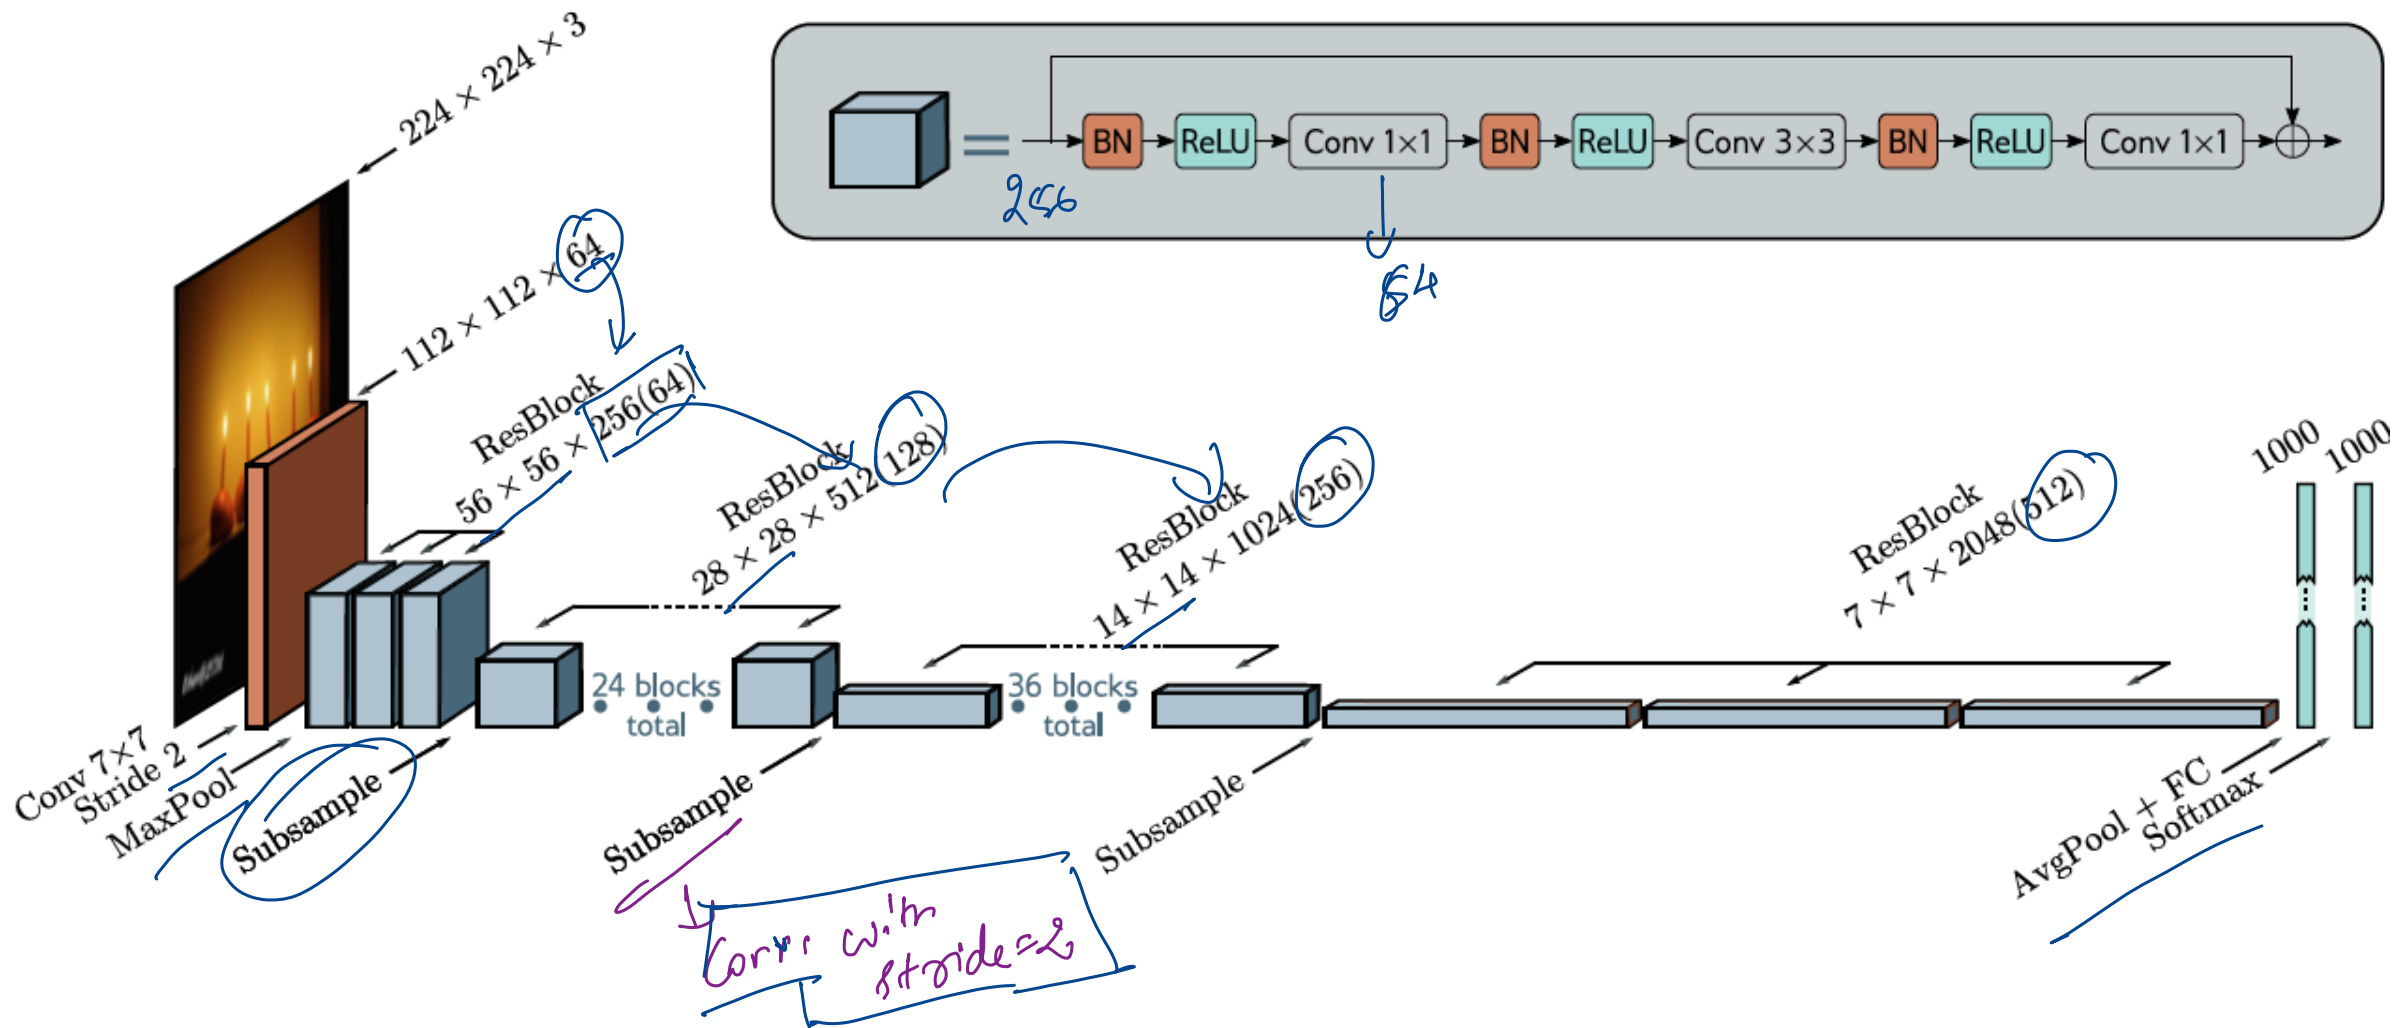 224 × 224 × 3
BN
ReLU
Conv 1×1
BN
ReLU
Conv 3×3
BN
ReLU
Conv 1×1
=
256
64
112 × 112 × 64
ResBlock
56 × 56 × 256(64)
ResBlock
28 × 28 × 512(128)
ResBlock
14 × 14 × 1024(256)
ResBlock
7 × 7 × 2048(512)
1000
1000
24 blocks
total
36 blocks
total
Conv 7×7
Stride 2
MaxPool
Subsample
Subsample
Subsample
AvgPool + FC
Softmax
Conv. with
stride=2